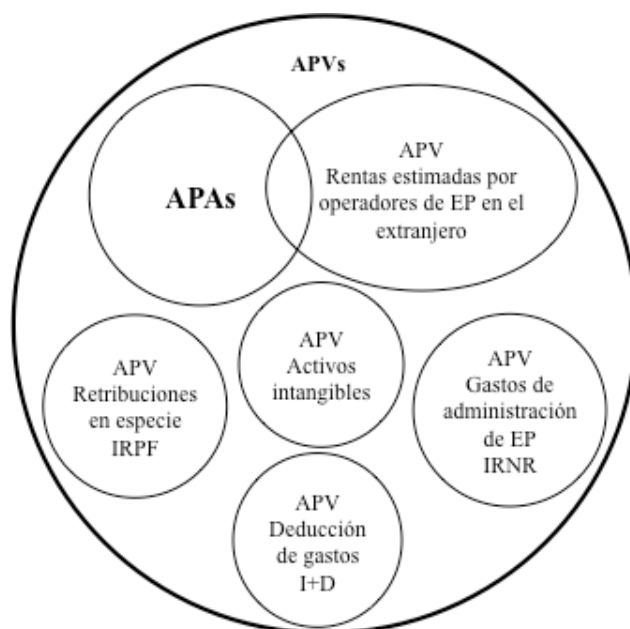 APVs
APAs
APV
Rentas estimadas por
operadores de EP en el
extranjero
APV
Activos
intangibles
APV
Retribuciones
en especie
IRPF
APV
Gastos de
administración
de EP
IRNR
APV
Deducción
de gastos
I+D